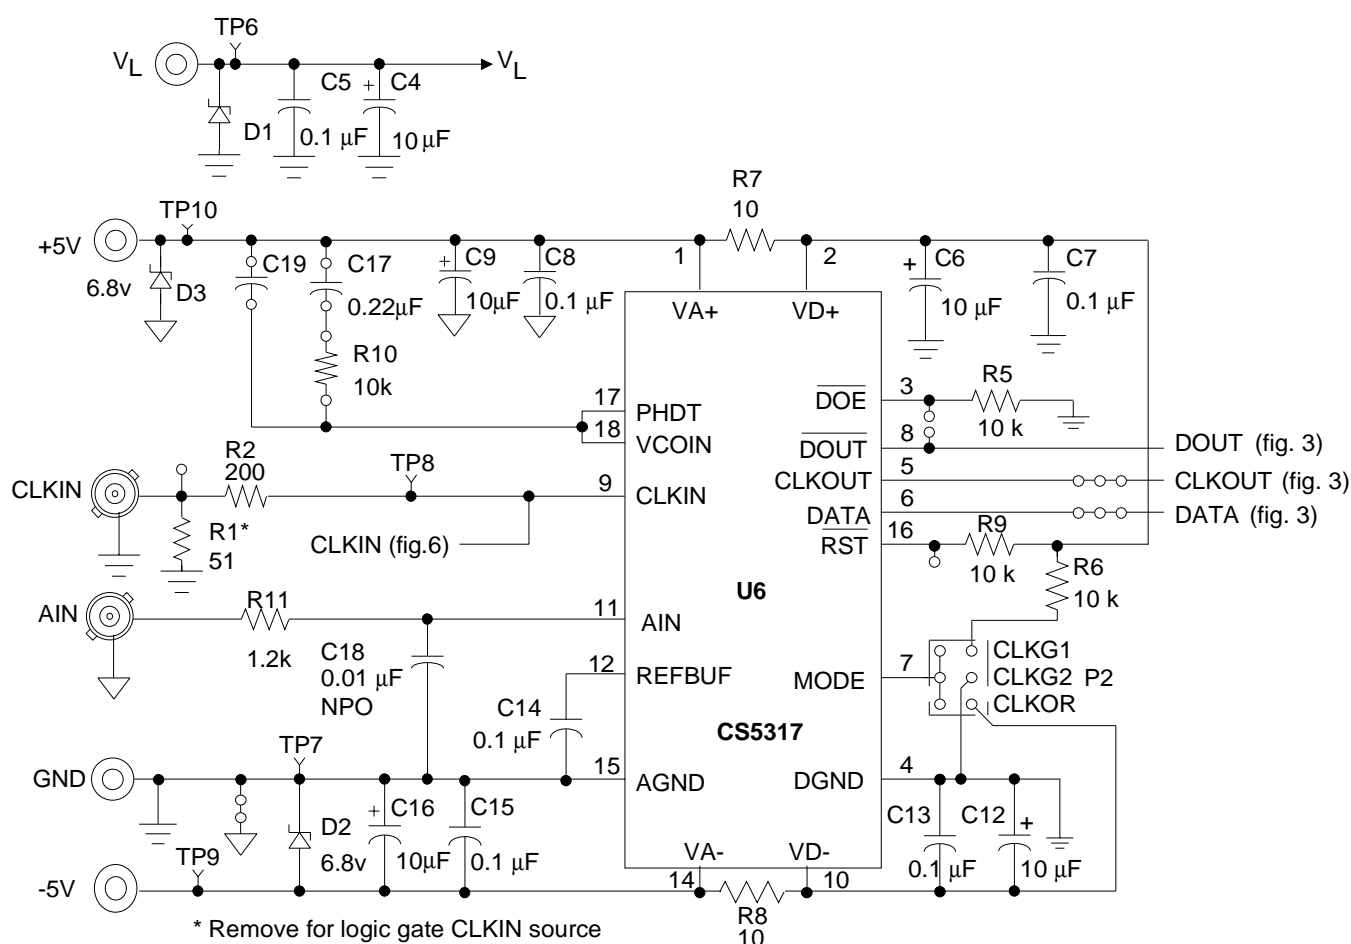 TP6
VL
VL
C5
+ C4
D1
0.1 µF
10 µF
R7
10
TP10
+5V
1
2
C19
C17
+ C9
C8
+ C6
C7
6.8v
D3
0.22µF
10µF
0.1 µF
VA+
VD+
10 µF
0.1 µF
R10
10k
17
PHDT
18
VCOIN
3
DOE
R5
10 k
8
DOUT
DOUT (fig. 3)
R2
200
TP8
CLKIN
9
CLKIN
5
CLKOUT
CLKOUT (fig. 3)
6
DATA
DATA (fig. 3)
R1*
51
CLKIN (fig.6)
16
RST
R9
10 k
R6
10 k
U6
AIN
R11
1.2k
11
AIN
C18
0.01 µF
NPO
12
REFBUF
7
MODE
CLKG1
CLKG2 P2
CLKOR
C14
0.1 µF
CS5317
TP7
GND
15
AGND
DGND
4
D2
6.8v
+ C16
10µF
C15
0.1 µF
C13
0.1 µF
C12 +
10 µF
TP9
-5V
VA-
VD-
14
10
R8
10
* Remove for logic gate CLKIN source